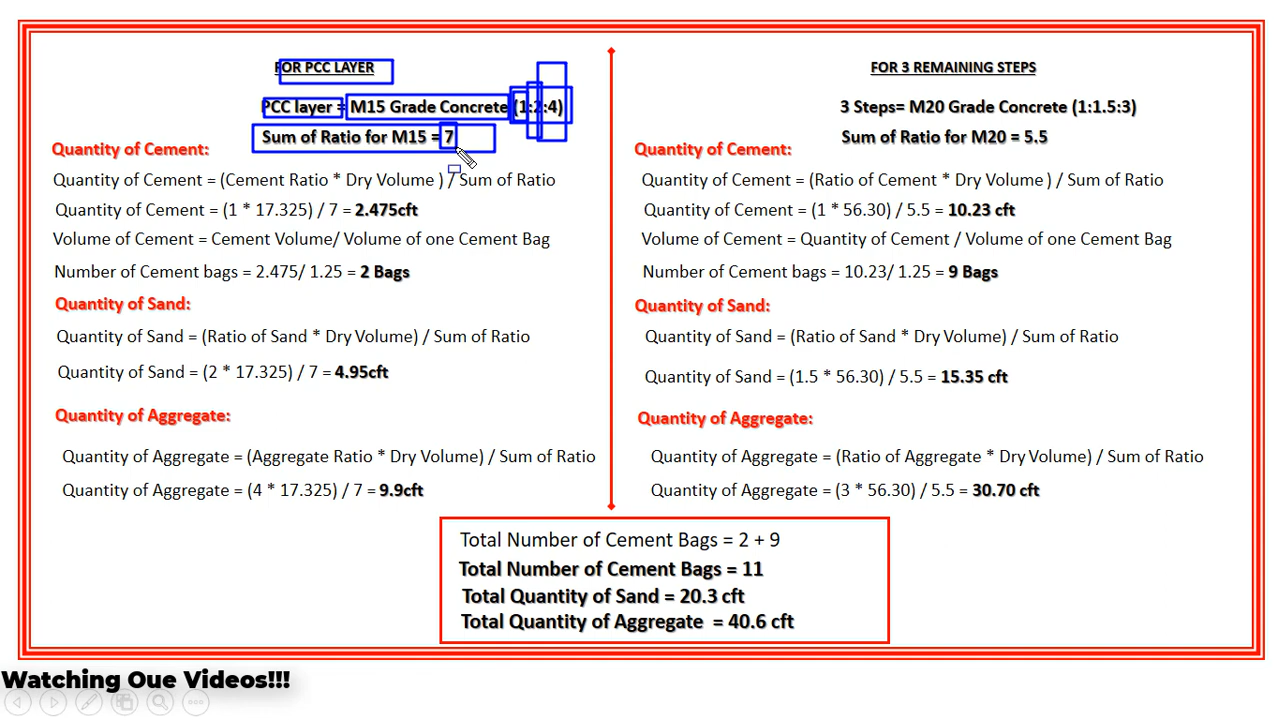 FOR PCC LAYER
PCC layer = M15 Grade Concrete (1:2:4)
Sum of Ratio for M15 = 7
Quantity of Cement:
Quantity of Cement = (Cement Ratio * Dry Volume ) / Sum of Ratio
Quantity of Cement = (1 * 17.325) / 7 = 2.475cft
Volume of Cement = Cement Volume/ Volume of one Cement Bag
Number of Cement bags = 2.475/ 1.25 = 2 Bags
Quantity of Sand:
Quantity of Sand = (Ratio of Sand * Dry Volume) / Sum of Ratio
Quantity of Sand = (2 * 17.325) / 7 = 4.95cft
Quantity of Aggregate:
Quantity of Aggregate = (Aggregate Ratio * Dry Volume) / Sum of Ratio
Quantity of Aggregate = (4 * 17.325) / 7 = 9.9cft
FOR 3 REMAINING STEPS
3 Steps= M20 Grade Concrete (1:1.5:3)
Sum of Ratio for M20 = 5.5
Quantity of Cement:
Quantity of Cement = (Ratio of Cement * Dry Volume ) / Sum of Ratio
Quantity of Cement = (1 * 56.30) / 5.5 = 10.23 cft
Volume of Cement = Quantity of Cement / Volume of one Cement Bag
Number of Cement bags = 10.23/ 1.25 = 9 Bags
Quantity of Sand:
Quantity of Sand = (Ratio of Sand * Dry Volume) / Sum of Ratio
Quantity of Sand = (1.5 * 56.30) / 5.5 = 15.35 cft
Quantity of Aggregate:
Quantity of Aggregate = (Ratio of Aggregate * Dry Volume) / Sum of Ratio
Quantity of Aggregate = (3 * 56.30) / 5.5 = 30.70 cft
Total Number of Cement Bags = 2 + 9
Total Number of Cement Bags = 11
Total Quantity of Sand = 20.3 cft
Total Quantity of Aggregate = 40.6 cft
Watching Oue Videos!!!